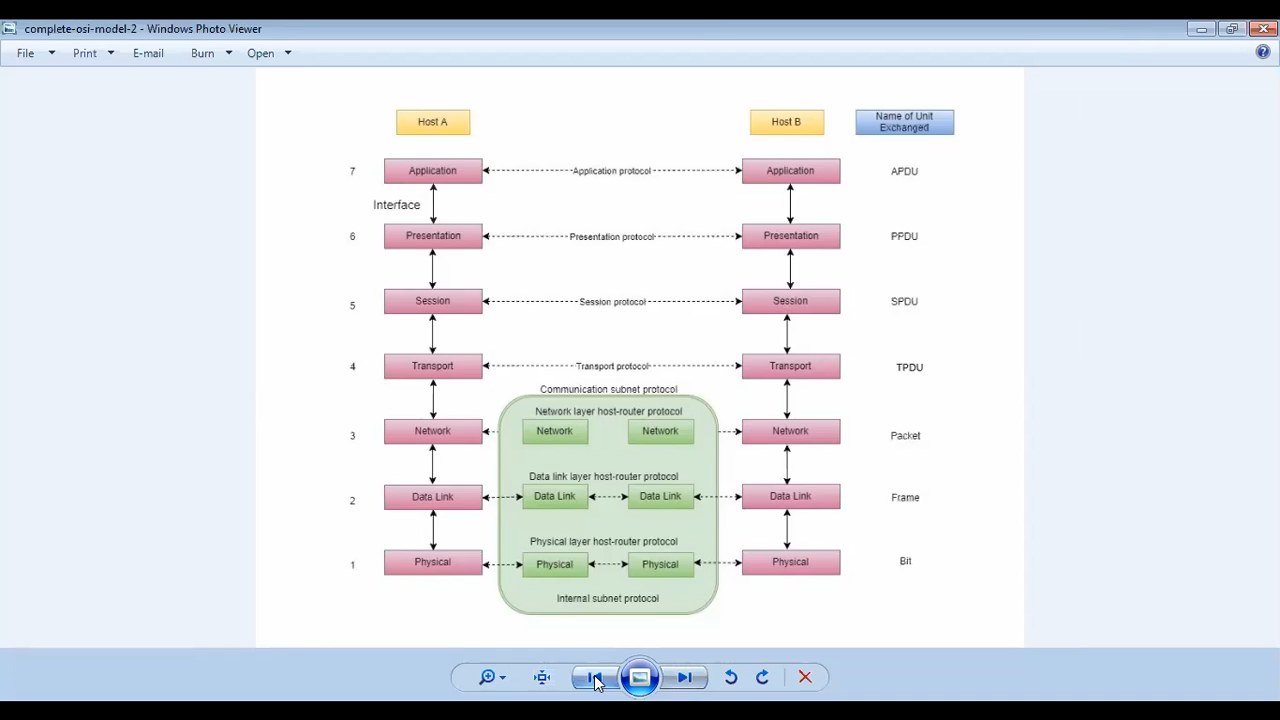 complete-osi-model-2 - Windows Photo Viewer
File Print E-mail Burn Open
Host A Host B Name of Unit
Exchanged
7 Application Application protocol Application APDU
Interface
6 Presentation Presentation protocol Presentation PPDU
5 Session Session protocol Session SPDU
4 Transport Transport protocol Transport TPDU
Communication subnet protocol
Network layer host-router protocol
3 Network Network Network Network Packet
Data link layer host-router protocol
2 Data Link Data Link Data Link Data Link Frame
Physical layer host-router protocol
1 Physical Physical Physical Physical Bit
Internal subnet protocol